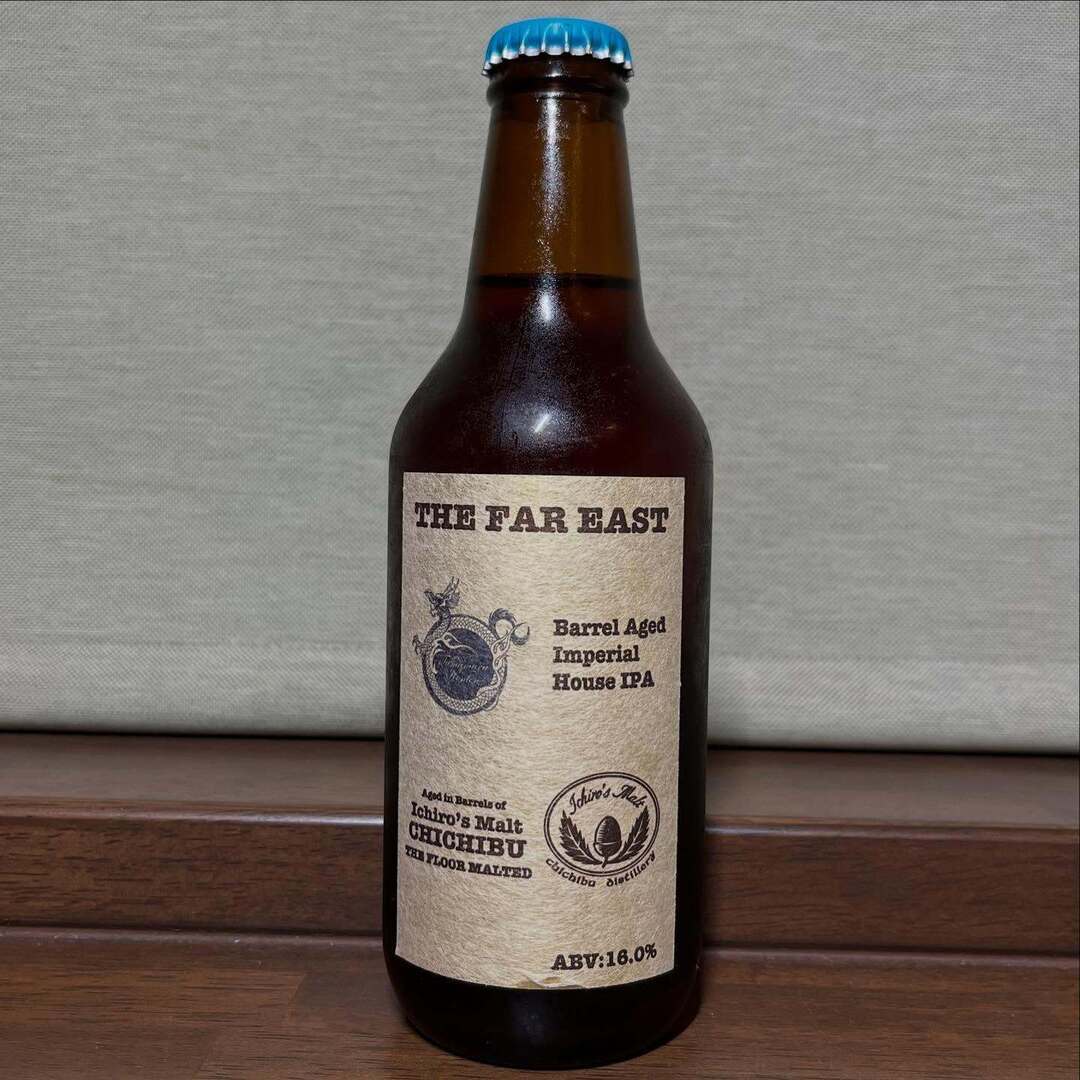 THE FAR EAST
Barrel Aged
Imperial
House IPA
Aged in Barrels of
Ichiro's Malt
CHICHIBU
THE FLOOR MALTED
Ichiro's Malt
chichibu distillery
ABV:16.0%